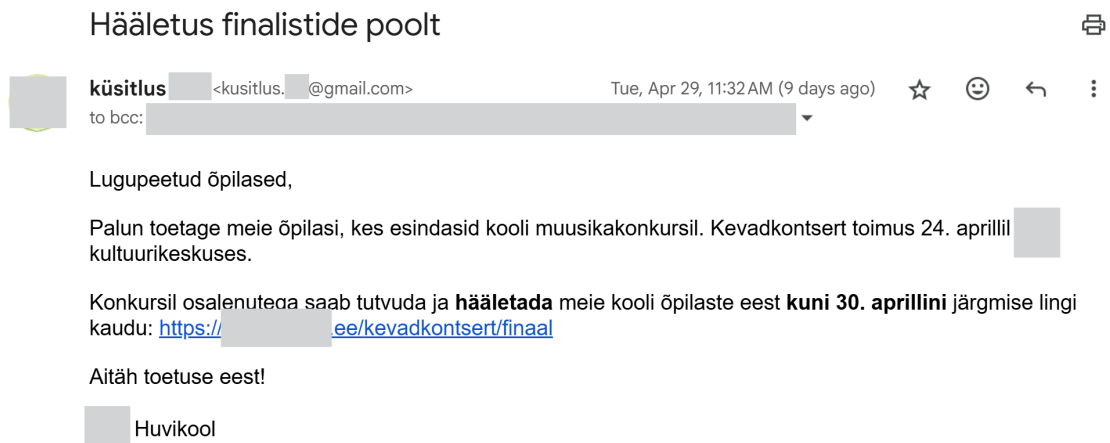 Hääletus finalistide poolt
küsitlus <kusitlus. @gmail.com> Tue, Apr 29, 11:32 AM (9 days ago)
to bcc:
Lugupeetud õpilased,
Palun toetage meie õpilasi, kes esindasid kooli muusikakonkursil. Kevadkontsert toimus 24. aprillil
kultuurikeskuses.
Konkursil osalenutega saab tutvuda ja hääletada meie kooli õpilaste eest kuni 30. aprillini järgmise lingi
kaudu: https:// .ee/kevadkontsert/finaal
Aitäh toetuse eest!
Huvikool